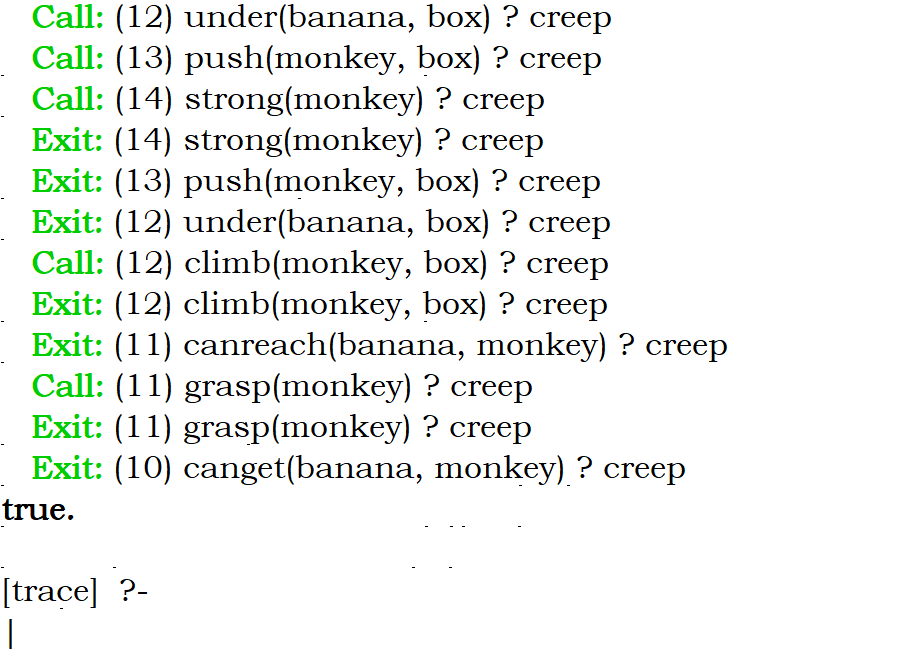 Call: (12) under(banana, box) ? creep
Call: (13) push(monkey, box) ? creep
Call: (14) strong(monkey) ? creep
Exit: (14) strong(monkey) ? creep
Exit: (13) push(monkey, box) ? creep
Exit: (12) under(banana, box) ? creep
Call: (12) climb(monkey, box) ? creep
Exit: (12) climb(monkey, box) ? creep
Exit: (11) canreach(banana, monkey) ? creep
Call: (11) grasp(monkey) ? creep
Exit: (11) grasp(monkey) ? creep
Exit: (10) canget(banana, monkey) ? creep
true.
[trace]  ?-